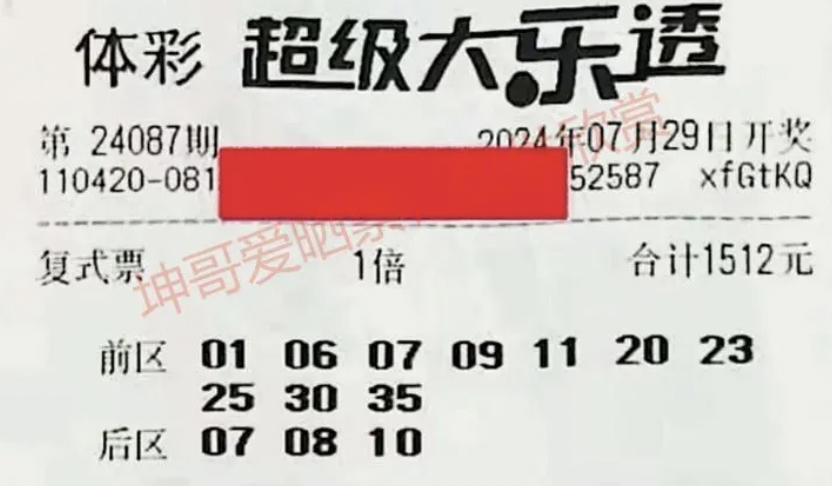 体彩 超级大乐透
第 24087期 2024年07月29日开奖
110420-081 52587 xfGtKQ
复式票 1倍 合计1512元
坤哥爱晒票 欣赏
前区 01 06 07 09 11 20 23
25 30 35
后区 07 08 10